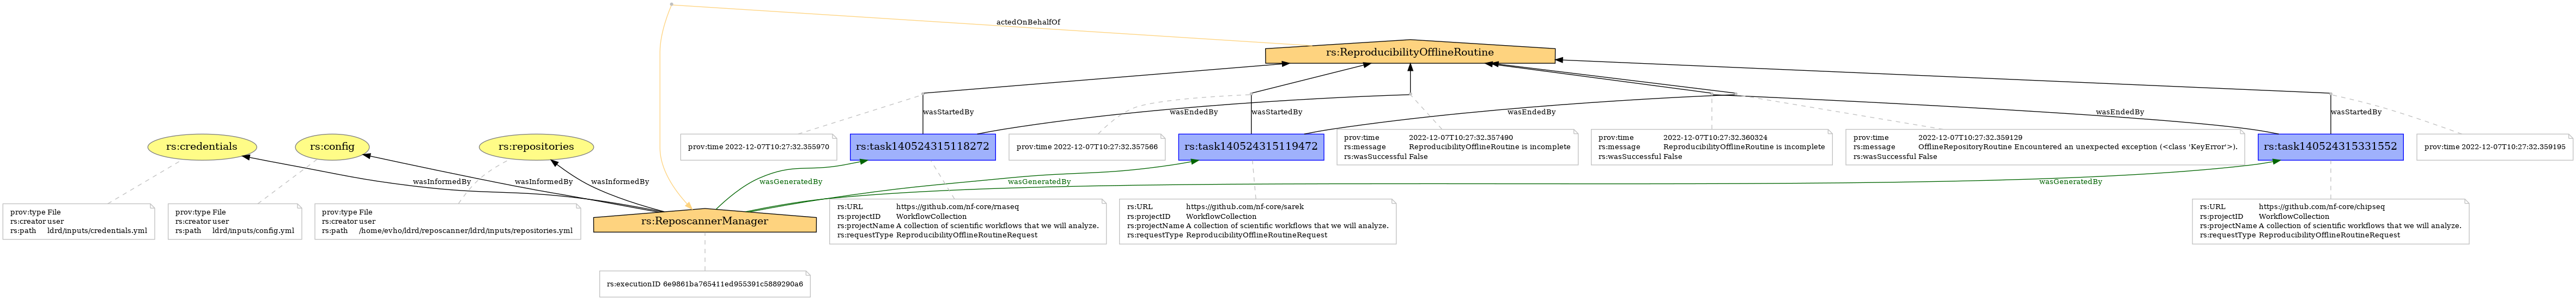 actedOnBehalfOf
rs:ReproducibilityOfflineRoutine
wasStartedBy
wasEndedBy
wasStartedBy
wasEndedBy
wasEndedBy
wasStartedBy
rs:credentials
rs:config
rs:repositories
prov:time 2022-12-07T10:27:32.355970
rs:task140524315118272
prov:time 2022-12-07T10:27:32.357566
rs:task140524315119472
prov:time 2022-12-07T10:27:32.357490
rs:message ReproducibilityOfflineRoutine is incomplete
rs:wasSuccessful False
prov:time 2022-12-07T10:27:32.360324
rs:message ReproducibilityOfflineRoutine is incomplete
rs:wasSuccessful False
prov:time 2022-12-07T10:27:32.359129
rs:message OfflineRepositoryRoutine Encountered an unexpected exception (<class 'KeyError'>).
rs:wasSuccessful False
rs:task140524315331552
prov:time 2022-12-07T10:27:32.359195
wasInformedBy
wasInformedBy
wasInformedBy
wasGeneratedBy
wasGeneratedBy
wasGeneratedBy
prov:type File
rs:creator user
rs:path ldrd/inputs/credentials.yml
prov:type File
rs:creator user
rs:path ldrd/inputs/config.yml
prov:type File
rs:creator user
rs:path /home/evho/ldrd/reposcanner/ldrd/inputs/repositories.yml
rs:ReposcannerManager
rs:URL https://github.com/nf-core/rnaseq
rs:projectID WorkflowCollection
rs:projectName A collection of scientific workflows that we will analyze.
rs:requestType ReproducibilityOfflineRoutineRequest
rs:URL https://github.com/nf-core/sarek
rs:projectID WorkflowCollection
rs:projectName A collection of scientific workflows that we will analyze.
rs:requestType ReproducibilityOfflineRoutineRequest
rs:URL https://github.com/nf-core/chipseq
rs:projectID WorkflowCollection
rs:projectName A collection of scientific workflows that we will analyze.
rs:requestType ReproducibilityOfflineRoutineRequest
rs:executionID 6e9861ba765411ed955391c5889290a6